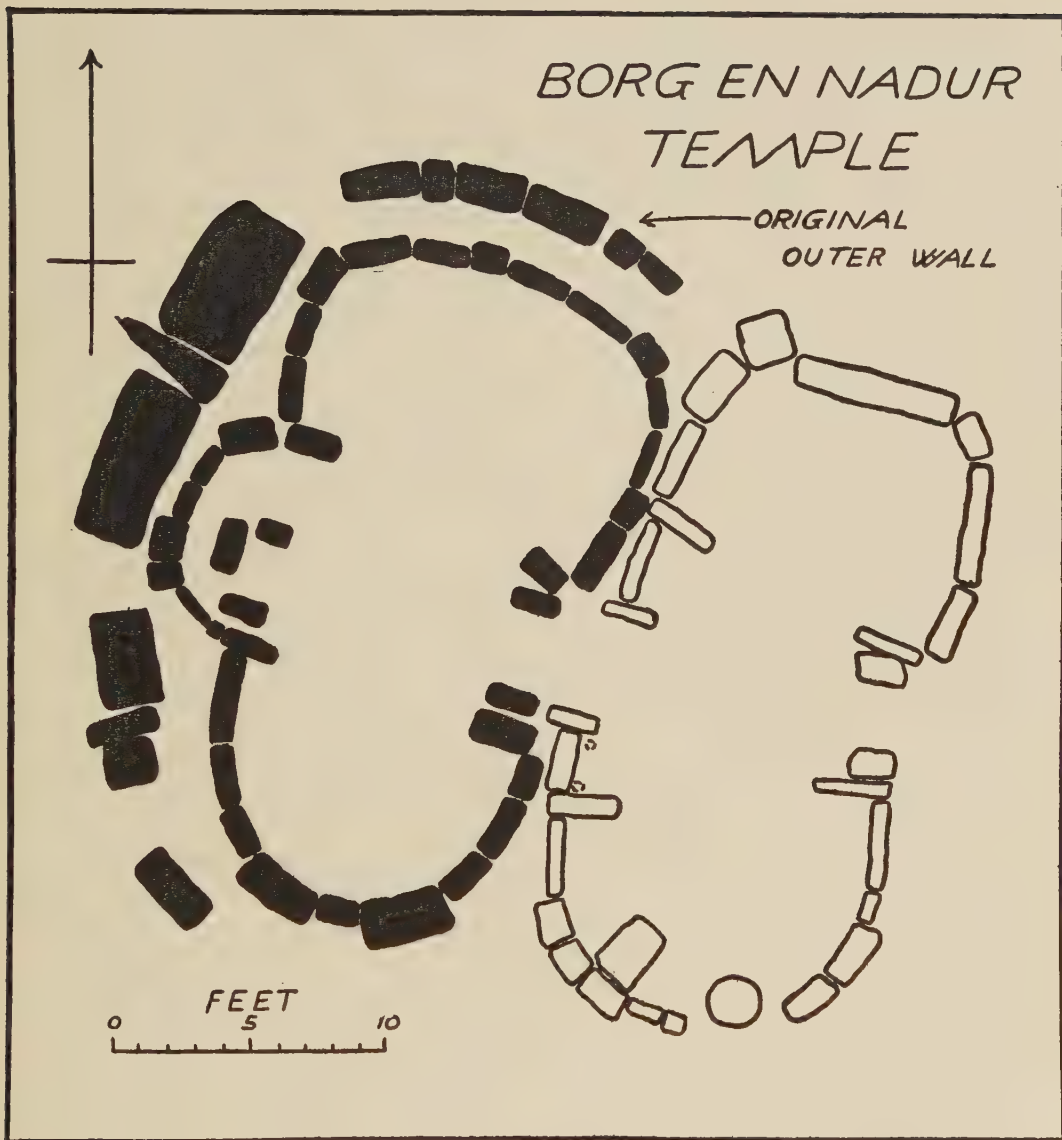 BORG EN NADUR
TEMPLE
ORIGINAL
OUTER WALL
FEET
0 5 10